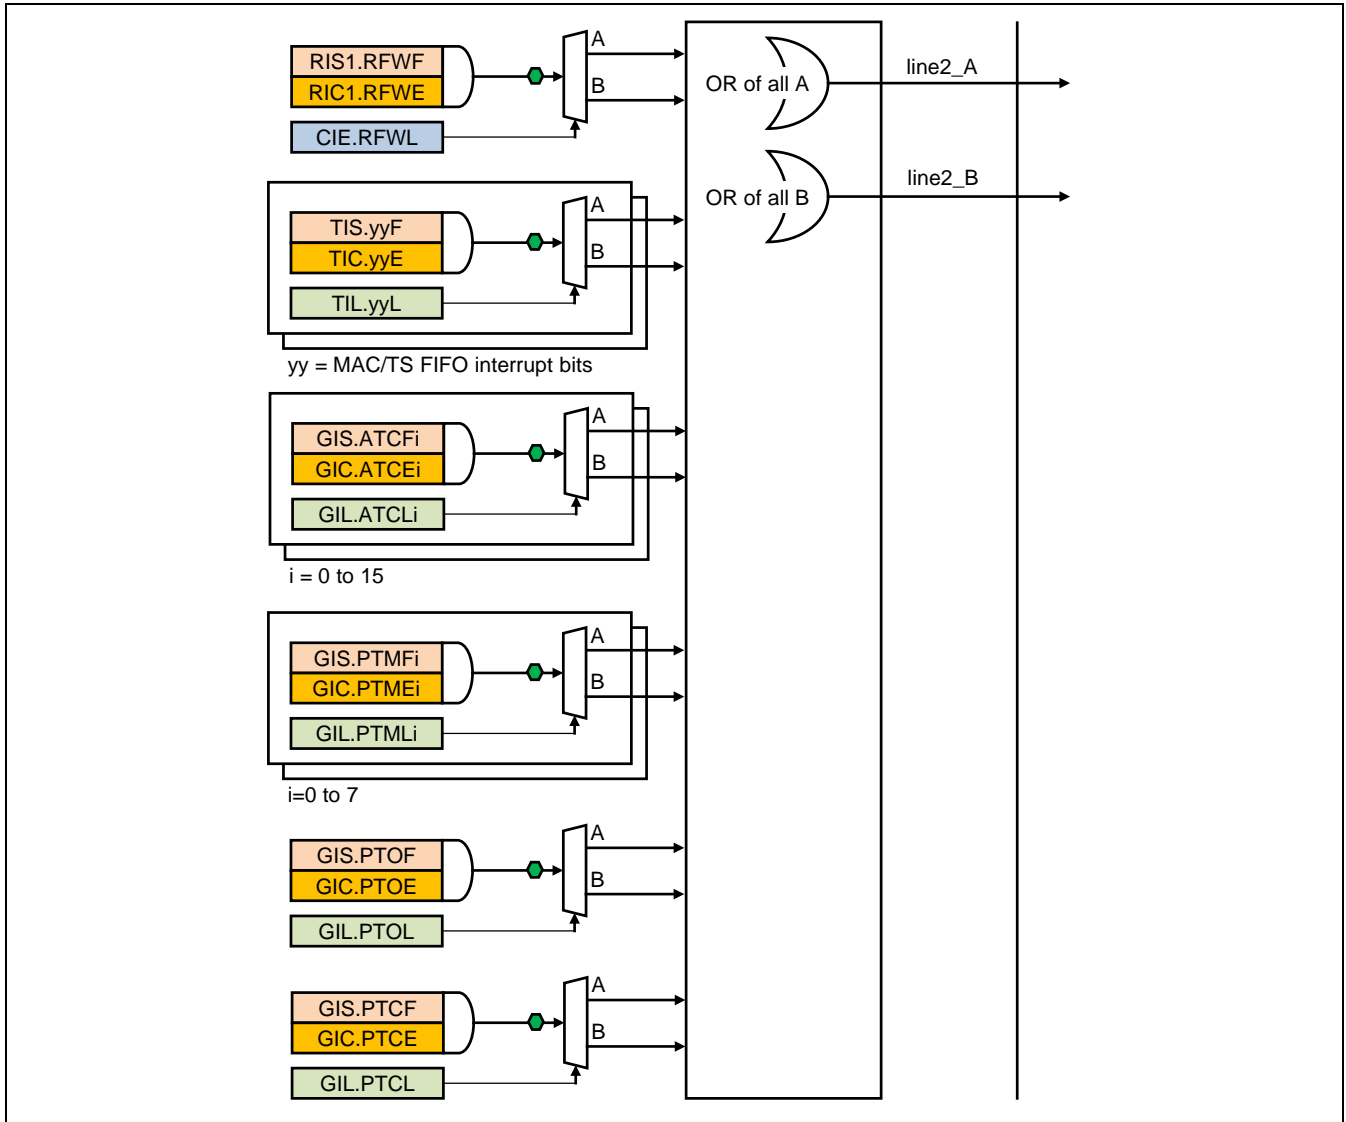 RIS1.RFWF
RIC1.RFWE
CIE.RFWL
A
B
OR of all A
line2_A
OR of all B
line2_B
TIS.yyF
TIC.yyE
TIL.yyL
A
B
yy = MAC/TS FIFO interrupt bits
GIS.ATCFi
GIC.ATCEi
GIL.ATCLi
A
B
i = 0 to 15
GIS.PTMFi
GIC.PTMEi
GIL.PTMLi
A
B
i=0 to 7
GIS.PTOF
GIC.PTOE
GIL.PTOL
A
B
GIS.PTCF
GIC.PTCE
GIL.PTCL
A
B